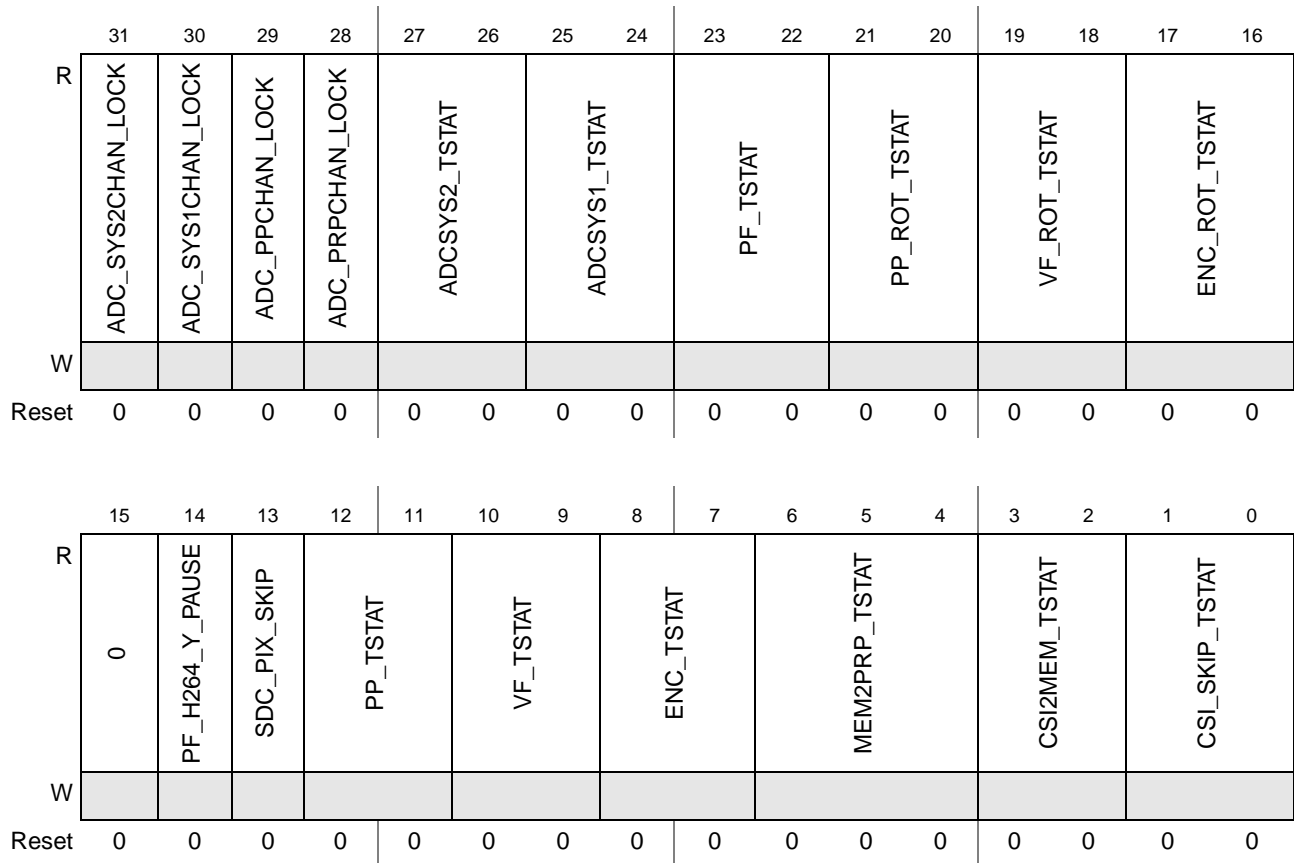 31 30 29 28 27 26 25 24 23 22 21 20 19 18 17 16
R ADC_SYS2CHAN_LOCK ADC_SYS1CHAN_LOCK ADC_PPCHAN_LOCK ADC_PRPCHAN_LOCK ADCSYS2_TSTAT ADCSYS1_TSTAT PF_TSTAT PP_ROT_TSTAT VF_ROT_TSTAT ENC_ROT_TSTAT
W
Reset 0 0 0 0 0 0 0 0 0 0 0 0 0 0 0 0
15 14 13 12 11 10 9 8 7 6 5 4 3 2 1 0
R 0 PF_H264_Y_PAUSE SDC_PIX_SKIP PP_TSTAT VF_TSTAT ENC_TSTAT MEM2PRP_TSTAT CSI2MEM_TSTAT CSI_SKIP_TSTAT
W
Reset 0 0 0 0 0 0 0 0 0 0 0 0 0 0 0 0